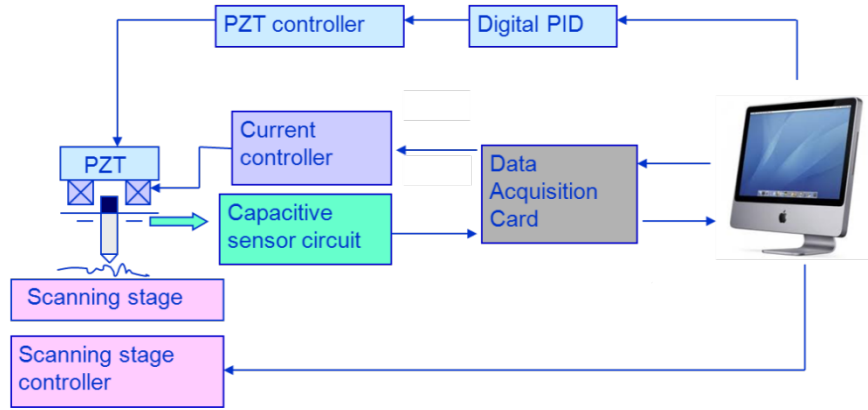 PZT controller
Digital PID
Current
controller
PZT
Data
Acquisition
Card
Capacitive
sensor circuit
Scanning stage
Scanning stage
controller